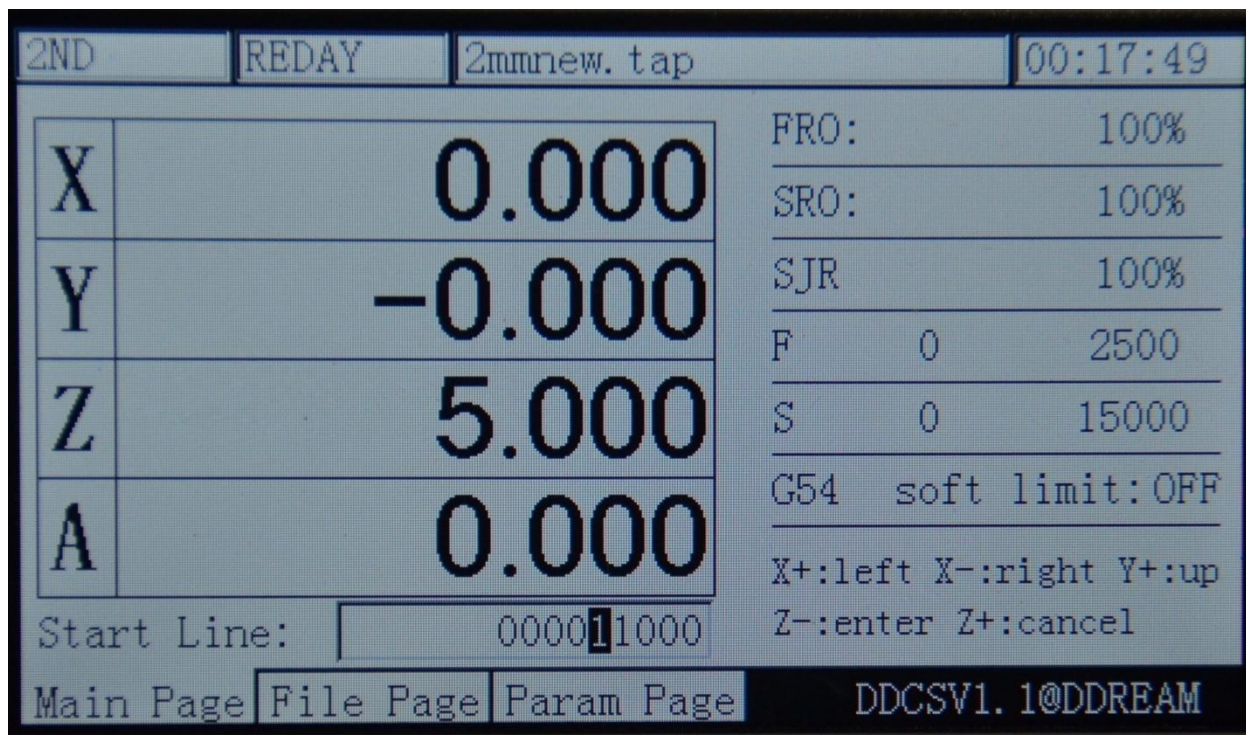 2ND REDAY 2mmnew.tap 00:17:49
X 0.000
Y -0.000
Z 5.000
A 0.000
Start Line: 000011000
FRO: 100%
SRO: 100%
SJR 100%
F 0 2500
S 0 15000
G54 soft limit:OFF
X+:left X-:right Y+:up
Z-:enter Z+:cancel
Main Page File Page Param Page DDCSV1.1@DDREAM